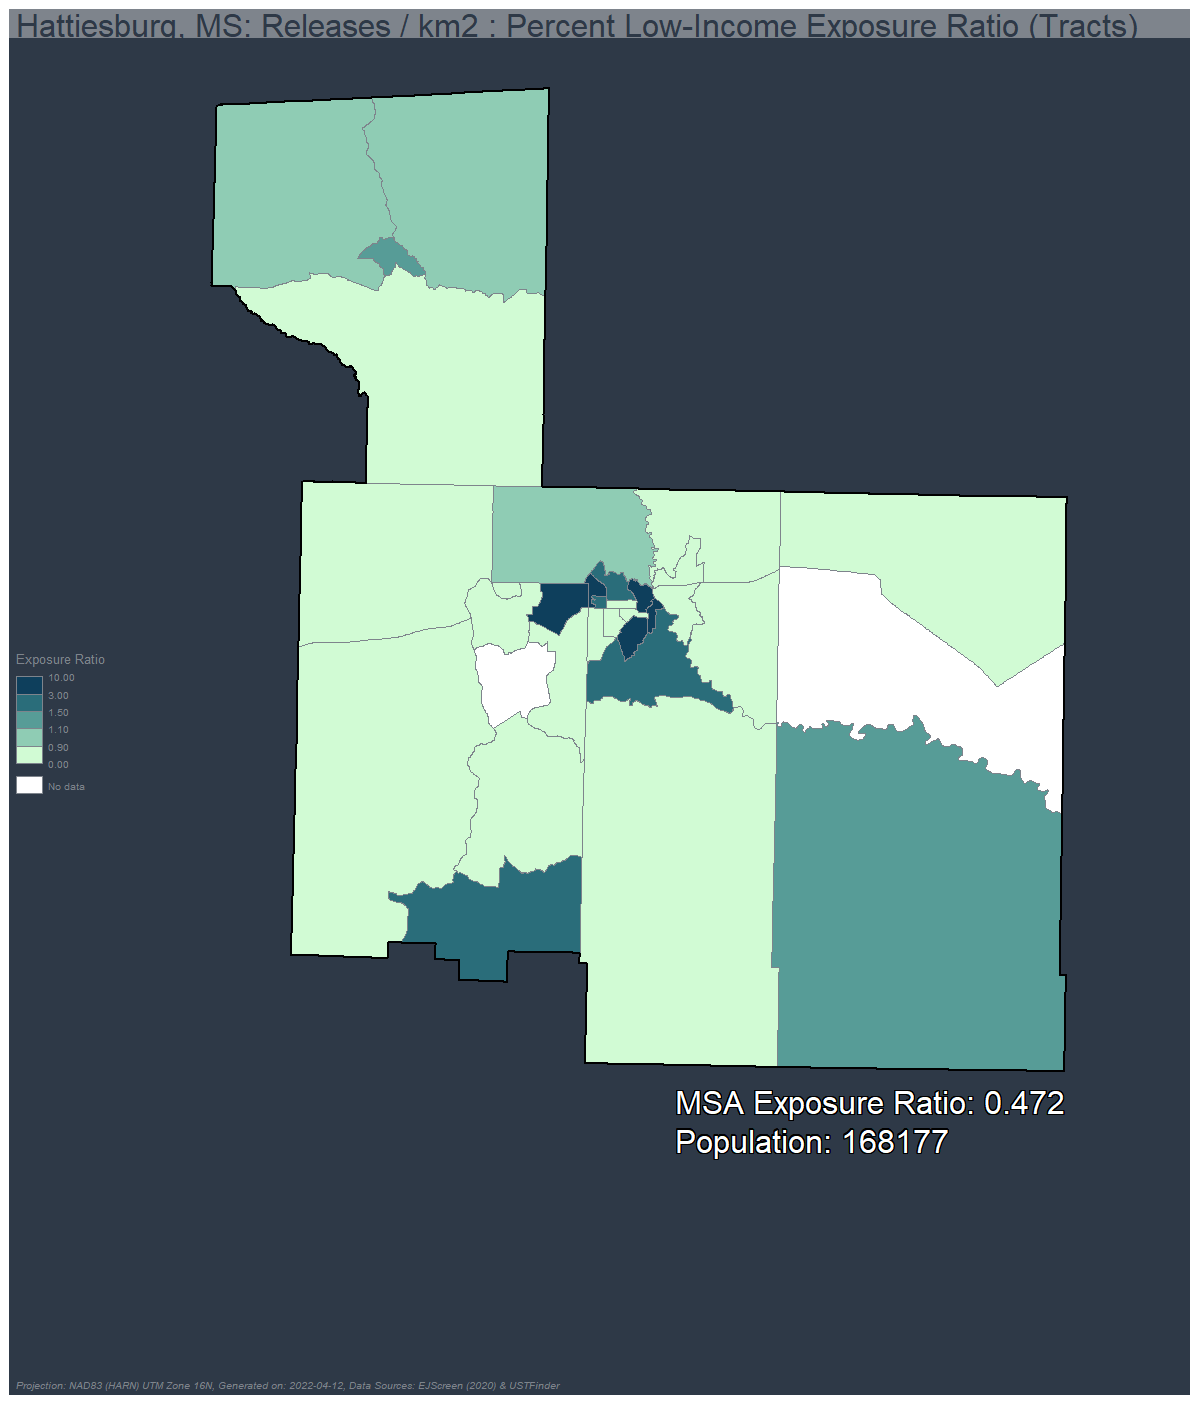 Hattiesburg, MS: Releases / km2 : Percent Low-Income Exposure Ratio (Tracts)
Exposure Ratio
10.00
3.00
1.50
1.10
0.90
0.00
No data
MSA Exposure Ratio: 0.472
Population: 168177
Projection: NAD83 (HARN) UTM Zone 16N, Generated on: 2022-04-12, Data Sources: EJScreen (2020) & USTFinder